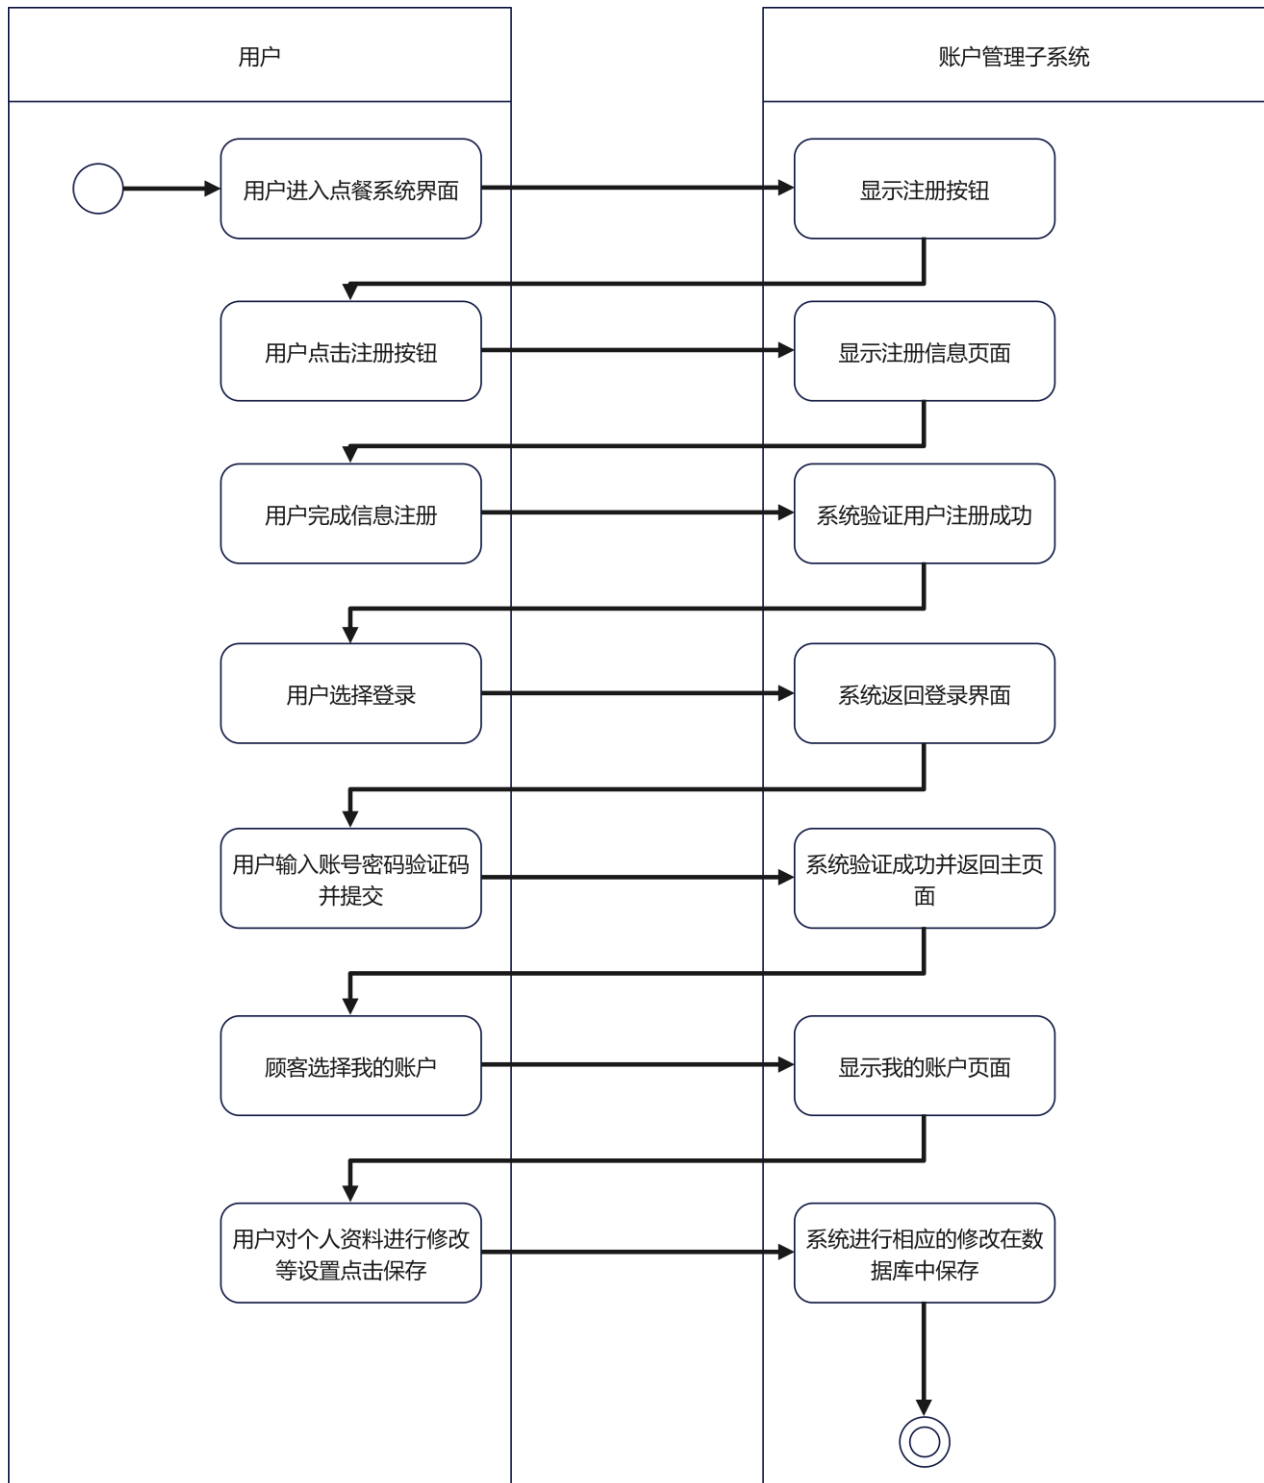 用户
账户管理子系统
用户进入点餐系统界面
显示注册按钮
用户点击注册按钮
显示注册信息页面
用户完成信息注册
系统验证用户注册成功
用户选择登录
系统返回登录界面
用户输入账号密码验证码
并提交
系统验证成功并返回主页
面
顾客选择我的账户
显示我的账户页面
用户对个人资料进行修改
等设置点击保存
系统进行相应的修改在数
据库中保存